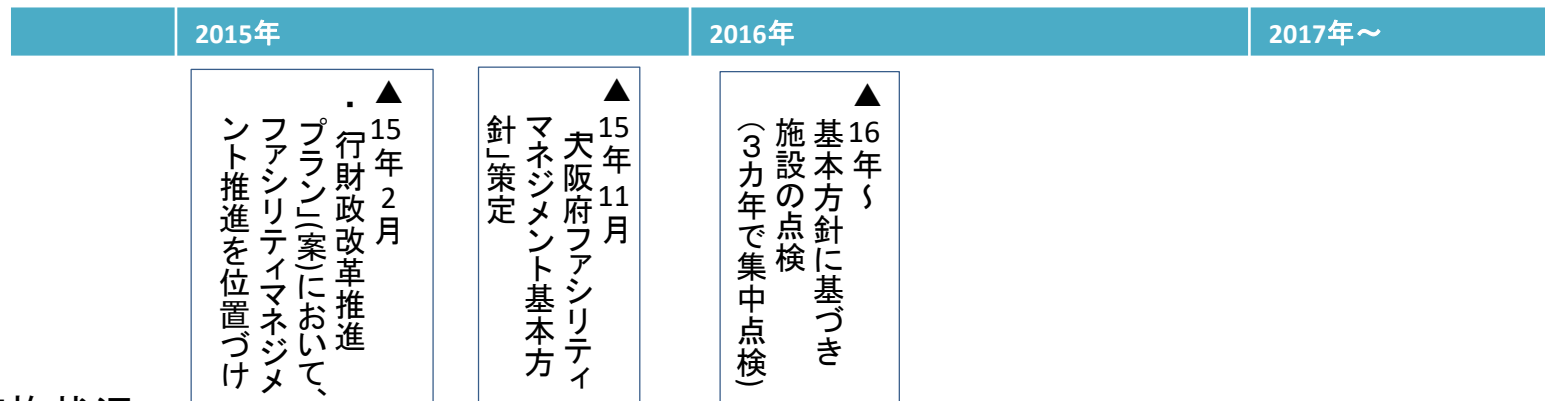 2015年
2016年
2017年～
▲
15年2月
・「行財政改革推進
プラン」(案)において、
ファシリティマネジメ
ント推進を位置づけ
▲
15年11月
「大阪府ファシリティ
マネジメント基本方
針」策定
▲
16年～
基本方針に基づき
施設の点検
（３カ年で集中点検）